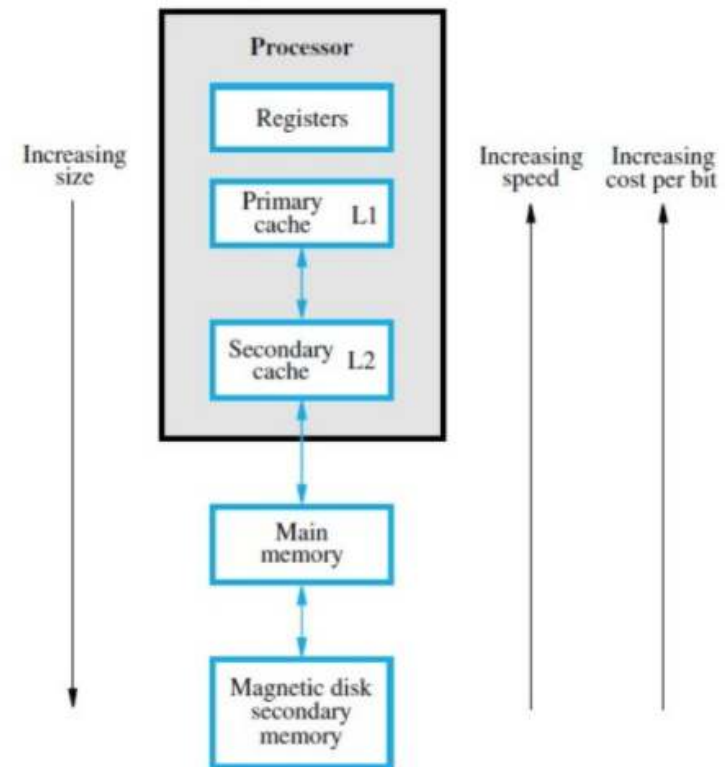 Processor
Registers
Increasing
size
Increasing
speed
Increasing
cost per bit
Primary
cache L1
Secondary
cache L2
Main
memory
Magnetic disk
secondary
memory